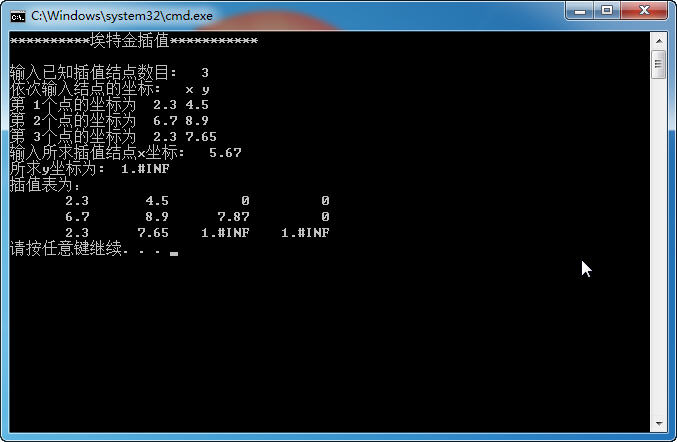 C:\Windows\system32\cmd.exe
**********埃特金插值***********
输入已知插值结点数目： 3
依次输入结点的坐标： x y
第 1个点的坐标为 2.3 4.5
第 2个点的坐标为 6.7 8.9
第 3个点的坐标为 2.3 7.65
输入所求插值结点x坐标： 5.67
所求y坐标为： 1.#INF
插值表为：
2.3 4.5 0 0
6.7 8.9 7.87 0
2.3 7.65 1.#INF 1.#INF
请按任意键继续. . .